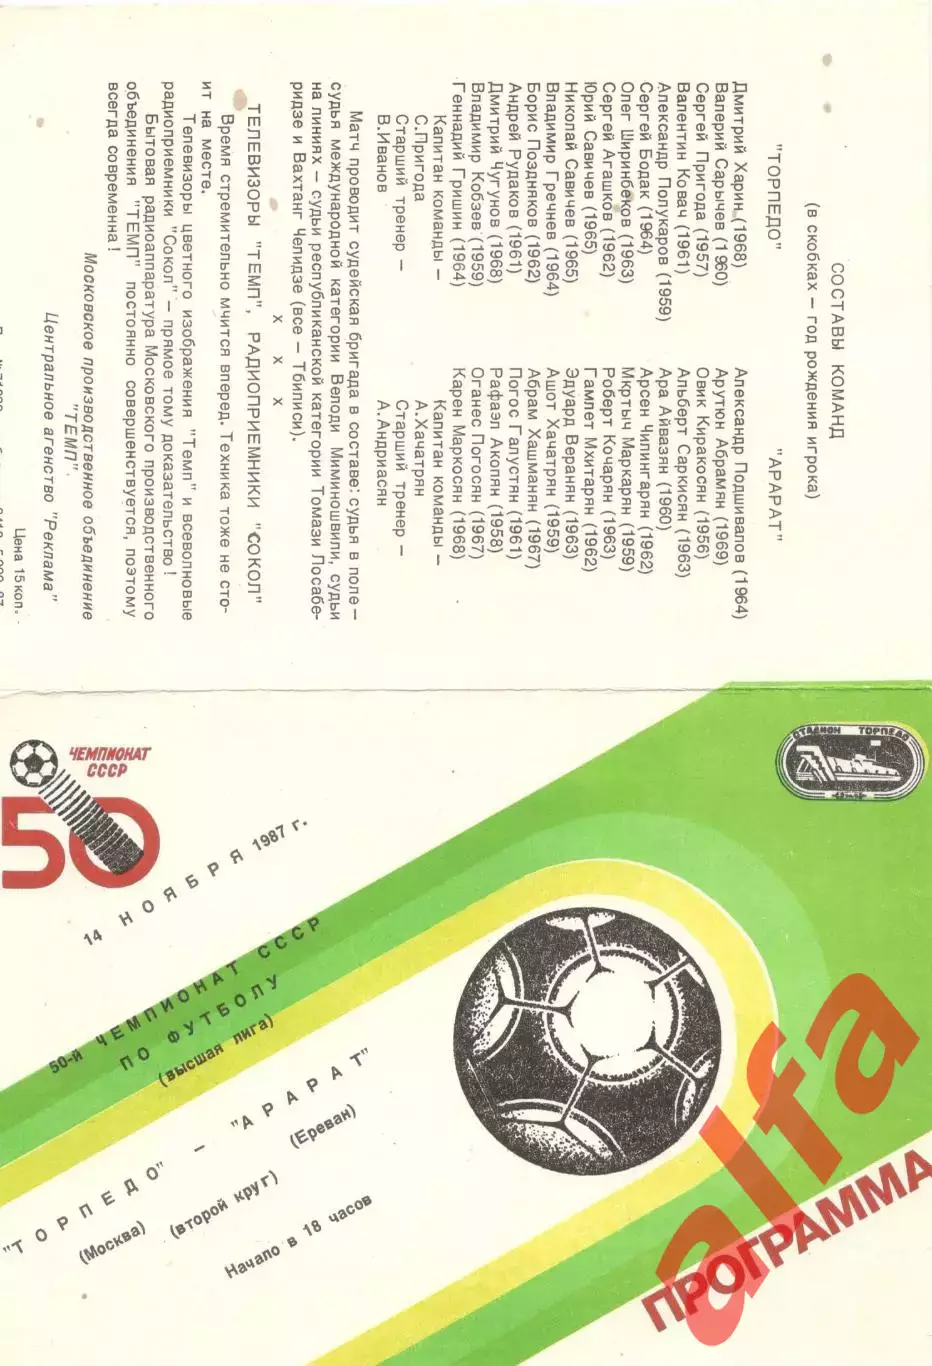 СОСТАВЫ КОМАНД
(в скобках – год рождения игрока)
"ТОРПЕДО"
Дмитрий Харин (1968)
Валерий Сарычев (1960)
Сергей Пригода (1957)
Валентин Ковач (1961)
Александр Полукаров (1959)
Сергей Бодак (1964)
Олег Ширинбеков (1963)
Сергей Агашков (1962)
Юрий Савичев (1965)
Николай Савичев (1965)
Владимир Гречнев (1964)
Борис Поздняков (1962)
Андрей Рудаков (1961)
Дмитрий Чугунов (1968)
Владимир Кобзев (1959)
Геннадий Гришин (1964)
Капитан команды –
С.Пригода
Старший тренер –
В.Иванов
"АРАРАТ"
Александр Подшивалов (1964)
Арутюн Абрамян (1969)
Овик Киракосян (1956)
Альберт Саркисян (1963)
Ара Айвазян (1960)
Арсен Чилингарян (1962)
Мкртыч Маркарян (1959)
Роберт Кочарян (1963)
Гамлет Мхитарян (1962)
Эдуард Веранян (1963)
Ашот Хачатрян (1959)
Абрам Хашманян (1967)
Погос Галустян (1961)
Рафаэл Акопян (1958)
Оганес Погосян (1967)
Карен Маркосян (1968)
Капитан команды –
А.Хачатрян
Старший тренер –
А.Андриасян
Матч проводит судейская бригада в составе: судья в поле –
судья международной категории Велоди Миминошвили, судьи
на линиях – судьи республиканской категории Томази Лосабе-
ридзе и Вахтанг Челидзе (все – Тбилиси).
х х х
ТЕЛЕВИЗОРЫ "ТЕМП", РАДИОПРИЕМНИКИ "СОКОЛ"
Время стремительно мчится вперед. Техника тоже не сто-
ит на месте.
Телевизоры цветного изображения "Темп" и всеволновые
радиоприемники "Сокол" – прямое тому доказательство!
Бытовая радиоаппаратура Московского производственного
объединения "ТЕМП" постоянно совершенствуется, поэтому
всегда современна!
Московское производственное объединение
"ТЕМП".
Центральное агенство "Реклама"
Цена 15 коп.
ЧЕМПИОНАТ
СССР
50
СТАДИОН ТОРПЕДО
14 НОЯБРЯ 1987 г.
50-й ЧЕМПИОНАТ СССР
ПО ФУТБОЛУ
(высшая лига)
"ТОРПЕДО" – "АРАРАТ"
(Москва) (второй круг) (Ереван)
Начало в 18 часов
ПРОГРАММА
alfa